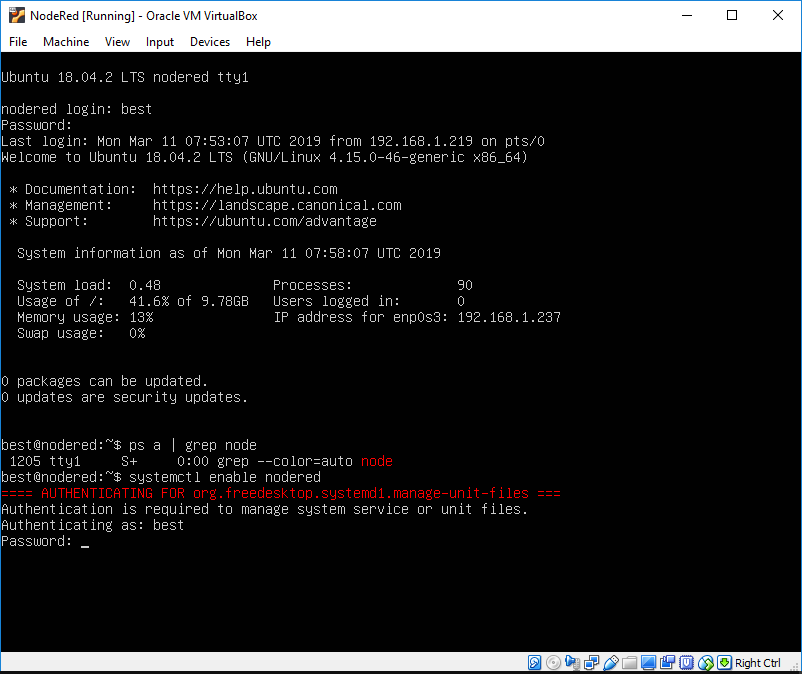 NodeRed [Running] - Oracle VM VirtualBox
File Machine View Input Devices Help
Ubuntu 18.04.2 LTS nodered tty1
nodered login: best
Password:
Last login: Mon Mar 11 07:53:07 UTC 2019 from 192.168.1.219 on pts/0
Welcome to Ubuntu 18.04.2 LTS (GNU/Linux 4.15.0-46-generic x86_64)
* Documentation: https://help.ubuntu.com
* Management: https://landscape.canonical.com
* Support: https://ubuntu.com/advantage
System information as of Mon Mar 11 07:58:07 UTC 2019
System load: 0.48 Processes: 90
Usage of /: 41.6% of 9.78GB Users logged in: 0
Memory usage: 13% IP address for enp0s3: 192.168.1.237
Swap usage: 0%
0 packages can be updated.
0 updates are security updates.
best@nodered:~$ ps a | grep node
1205 tty1 S+ 0:00 grep --color=auto node
best@nodered:~$ systemctl enable nodered
==== AUTHENTICATING FOR org.freedesktop.systemd1.manage-unit-files ===
Authentication is required to manage system service or unit files.
Authenticating as: best
Password: _
Right Ctrl